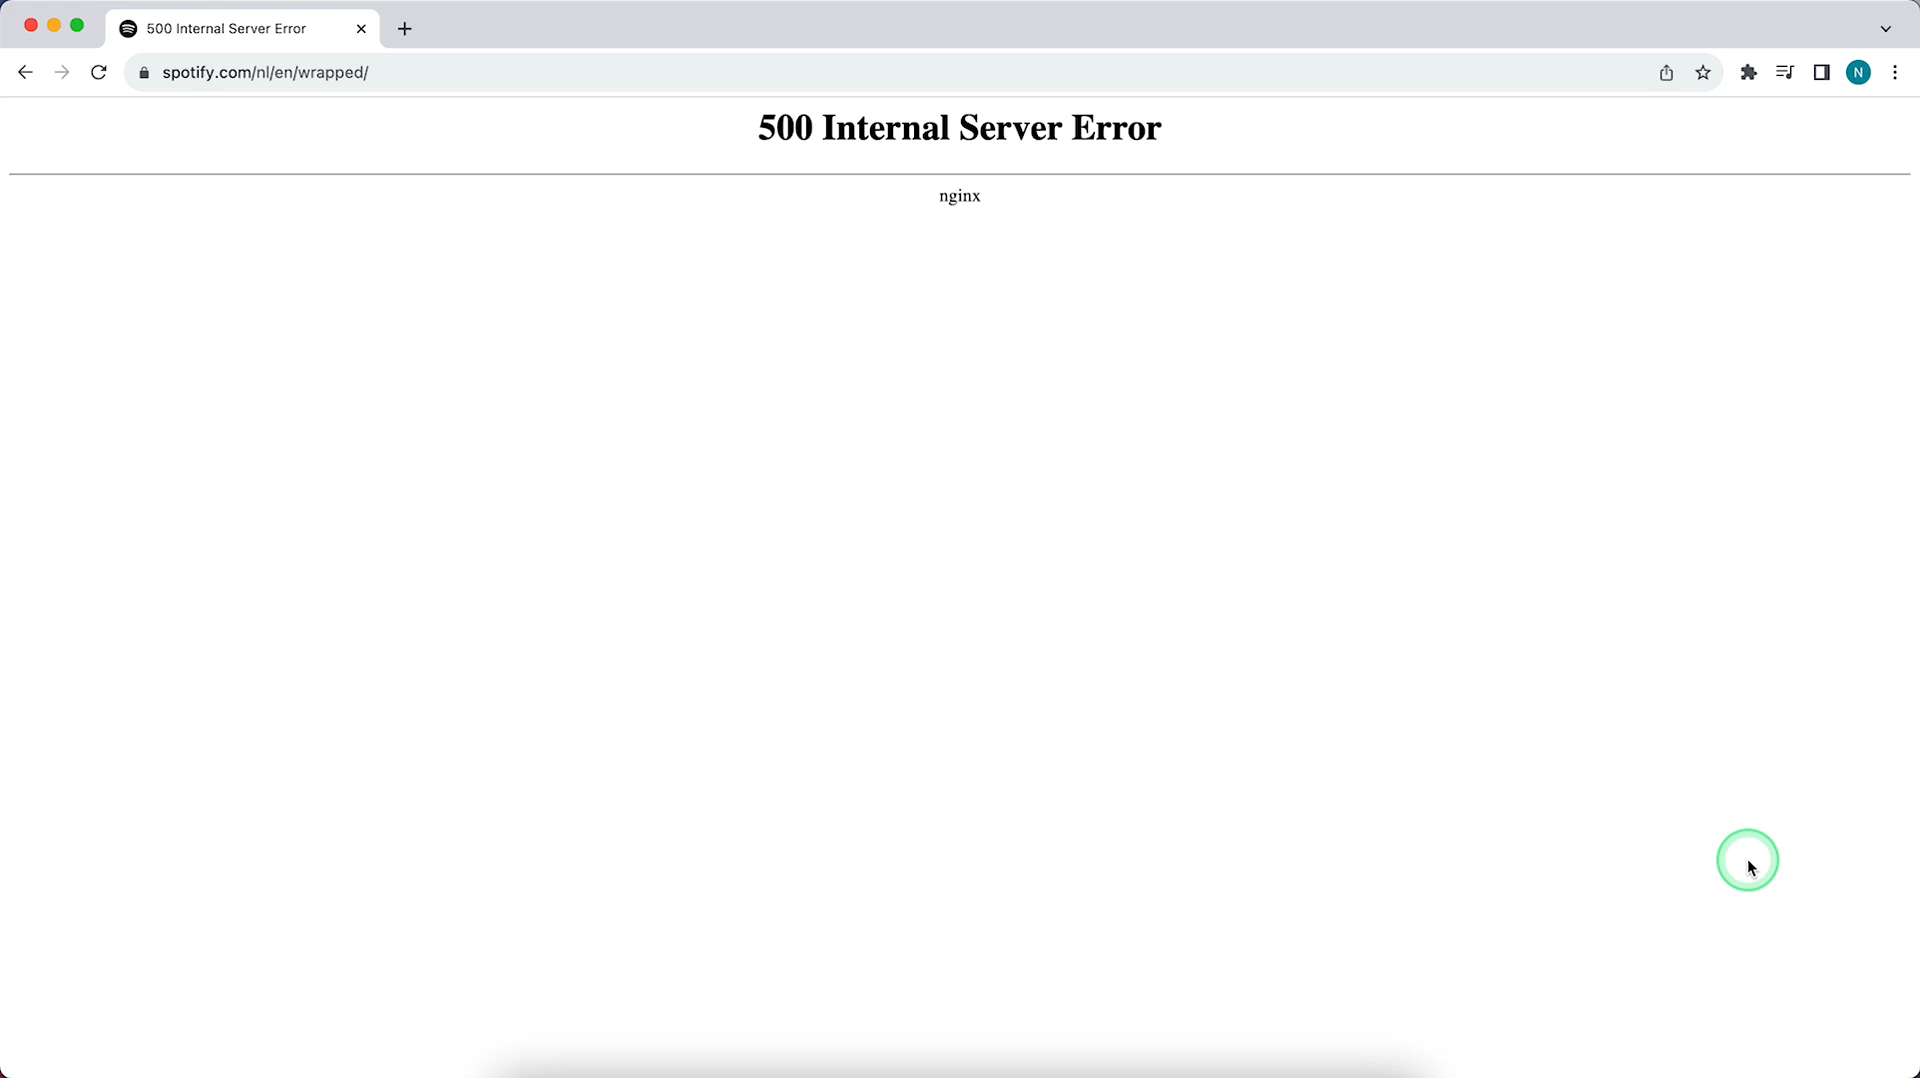 500 Internal Server Error
spotify.com/nl/en/wrapped/
N
500 Internal Server Error
nginx